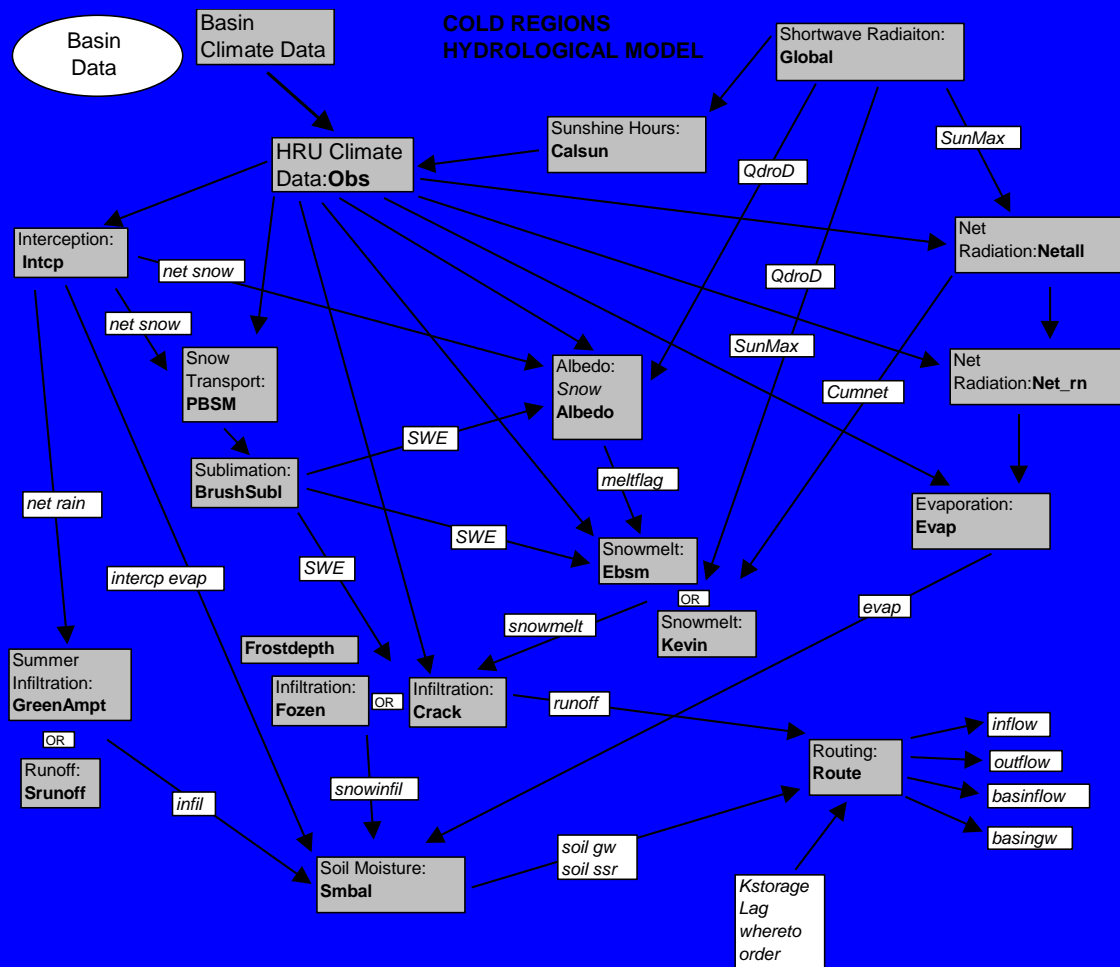 Basin
Data
Basin
Climate Data
COLD REGIONS
HYDROLOGICAL MODEL
Shortwave Radiaiton:
Global
Sunshine Hours:
Calsun
SunMax
HRU Climate
Data:Obs
QdroD
Interception:
Intcp
net snow
Net
Radiation:Netall
QdroD
net snow
SunMax
Snow
Transport:
PBSM
Albedo:
Snow
Albedo
Net
Radiation:Net_rn
Cumnet
SWE
Sublimation:
BrushSubl
meltflag
net rain
Evaporation:
Evap
SWE
Snowmelt:
Ebsm
SWE
intercp evap
OR
evap
snowmelt
Snowmelt:
Kevin
Frostdepth
Summer
Infiltration:
GreenAmpt
Infiltration:
Fozen
OR
Infiltration:
Crack
runoff
inflow
OR
Routing:
Route
outflow
Runoff:
Srunoff
snowinfil
infil
basinflow
basingw
soil gw
soil ssr
Soil Moisture:
Smbal
Kstorage
Lag
whereto
order